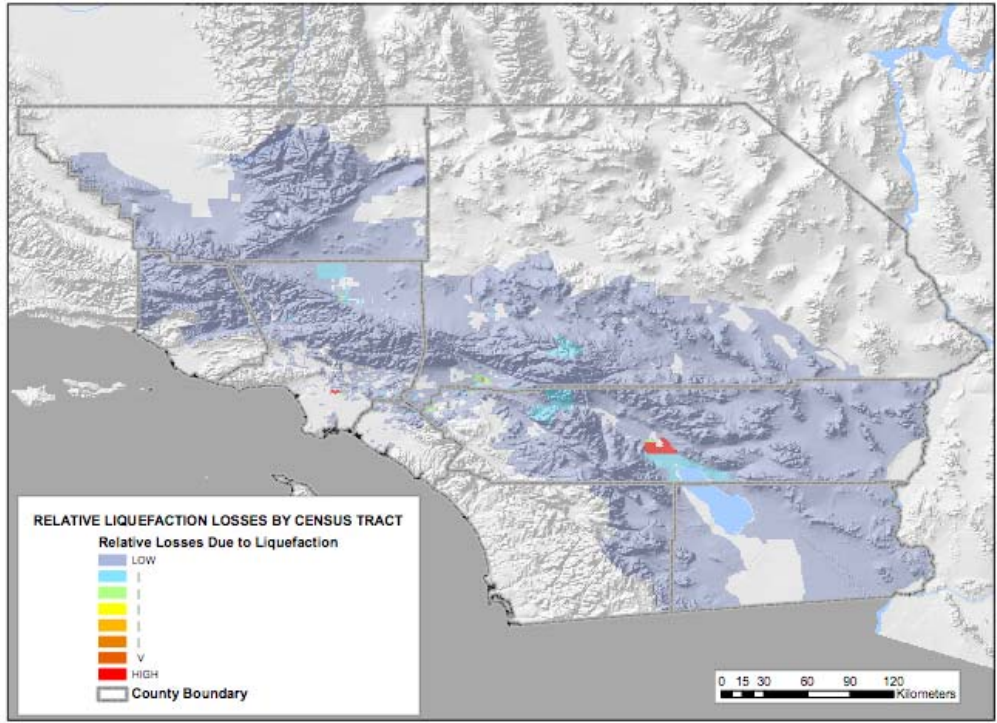 RELATIVE LIQUEFACTION LOSSES BY CENSUS TRACT
Relative Losses Due to Liquefaction
LOW
|
|
|
|
|
V
HIGH
County Boundary
0 15 30 60 90 120
Kilometers